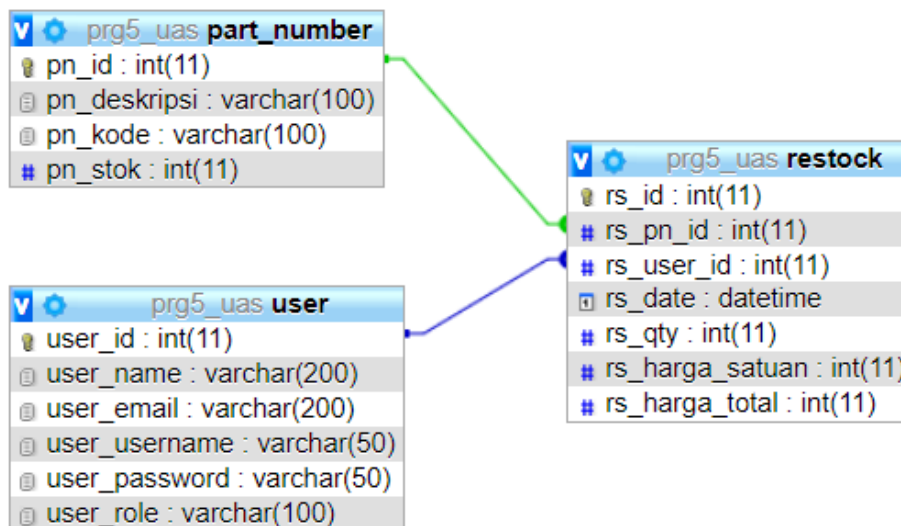 prg5_uas part_number
pn_id : int(11)
pn_deskripsi : varchar(100)
pn_kode : varchar(100)
# pn_stok : int(11)
prg5_uas user
user_id : int(11)
user_name : varchar(200)
user_email : varchar(200)
user_username : varchar(50)
user_password : varchar(50)
user_role : varchar(100)
prg5_uas restock
rs_id : int(11)
# rs_pn_id : int(11)
# rs_user_id : int(11)
rs_date : datetime
# rs_qty : int(11)
# rs_harga_satuan : int(11)
# rs_harga_total : int(11)